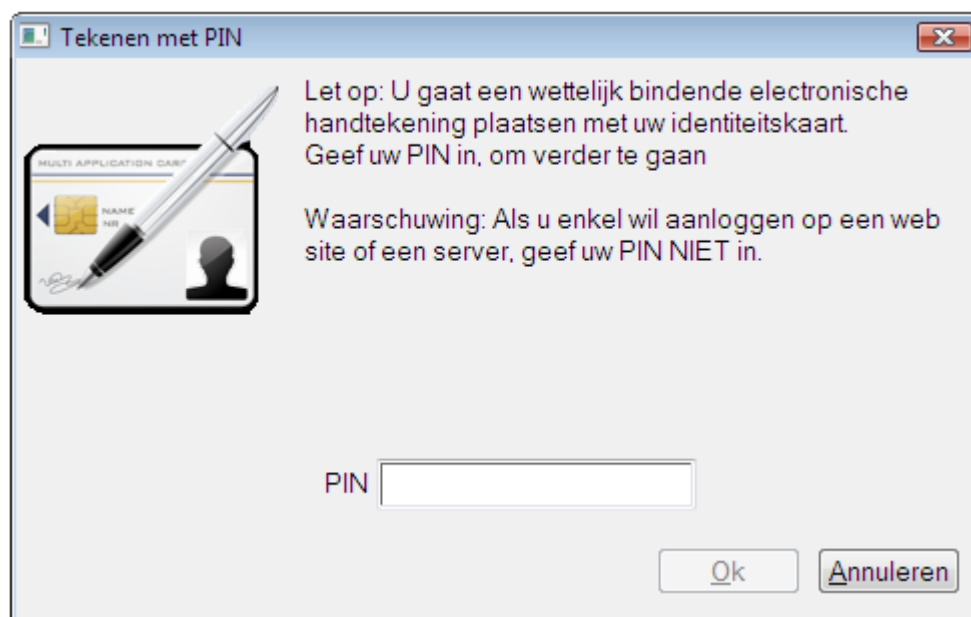 Tekenen met PIN
Let op: U gaat een wettelijk bindende electronische
handtekening plaatsen met uw identiteitskaart.
Geef uw PIN in, om verder te gaan
MULTI APPLICATION CARD
NAME
NR
Waarschuwing: Als u enkel wil aanloggen op een web
site of een server, geef uw PIN NIET in.
PIN
Ok
Annuleren